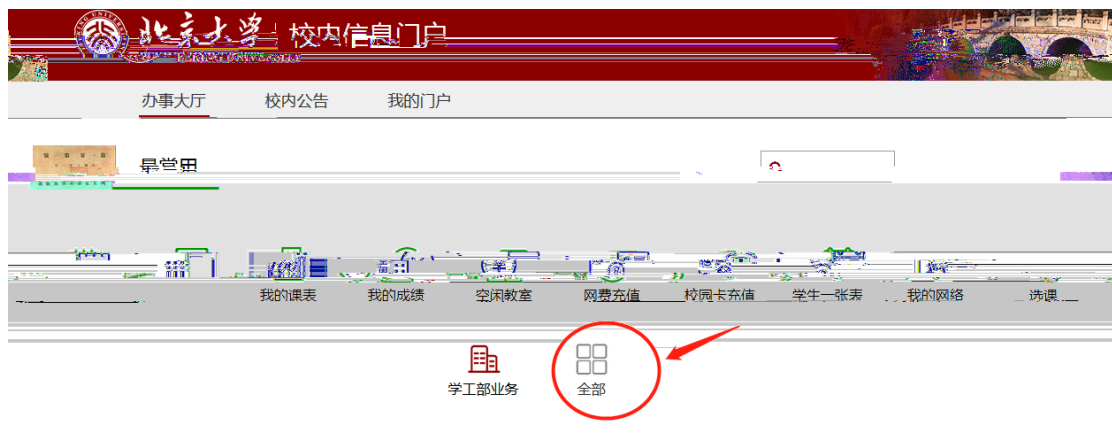 北京大学 校内信息门户
办事大厅 校内公告 我的门户
最常用
我的课表 我的成绩 空闲教室 网费充值 校园卡充值 学生一张表 我的网络 选课
学工部业务 全部